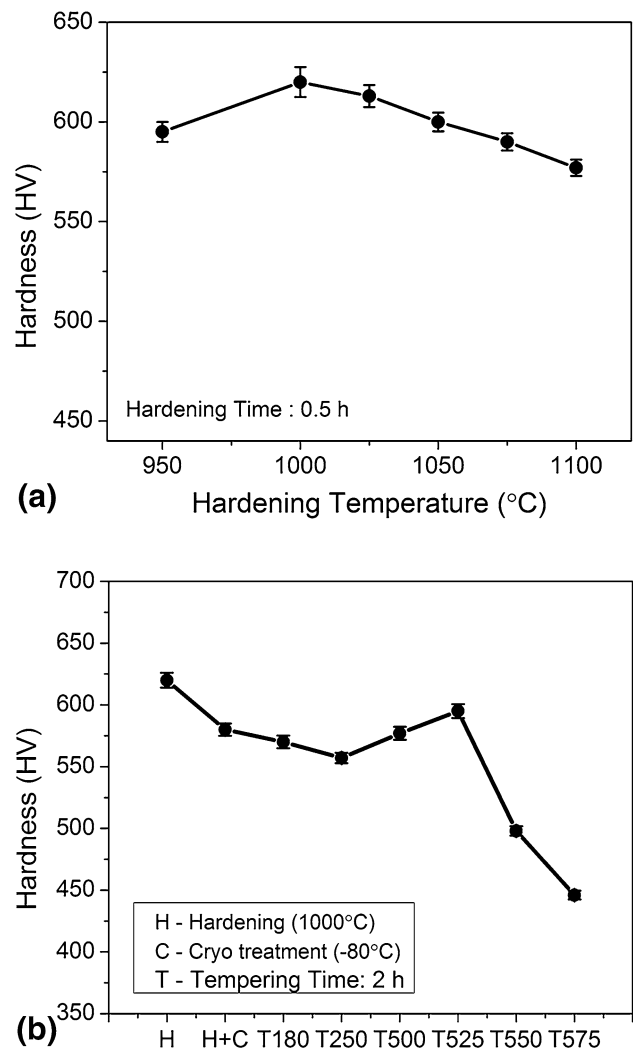 650
600
550
500
450
Hardness (HV)
Hardening Time : 0.5 h
950 1000 1050 1100
(a) Hardening Temperature (°C)
700
650
600
550
500
450
400
350
Hardness (HV)
H - Hardening (1000°C)
C - Cryo treatment (-80°C)
T - Tempering Time: 2 h
(b) H H+C T180 T250 T500 T525 T550 T575